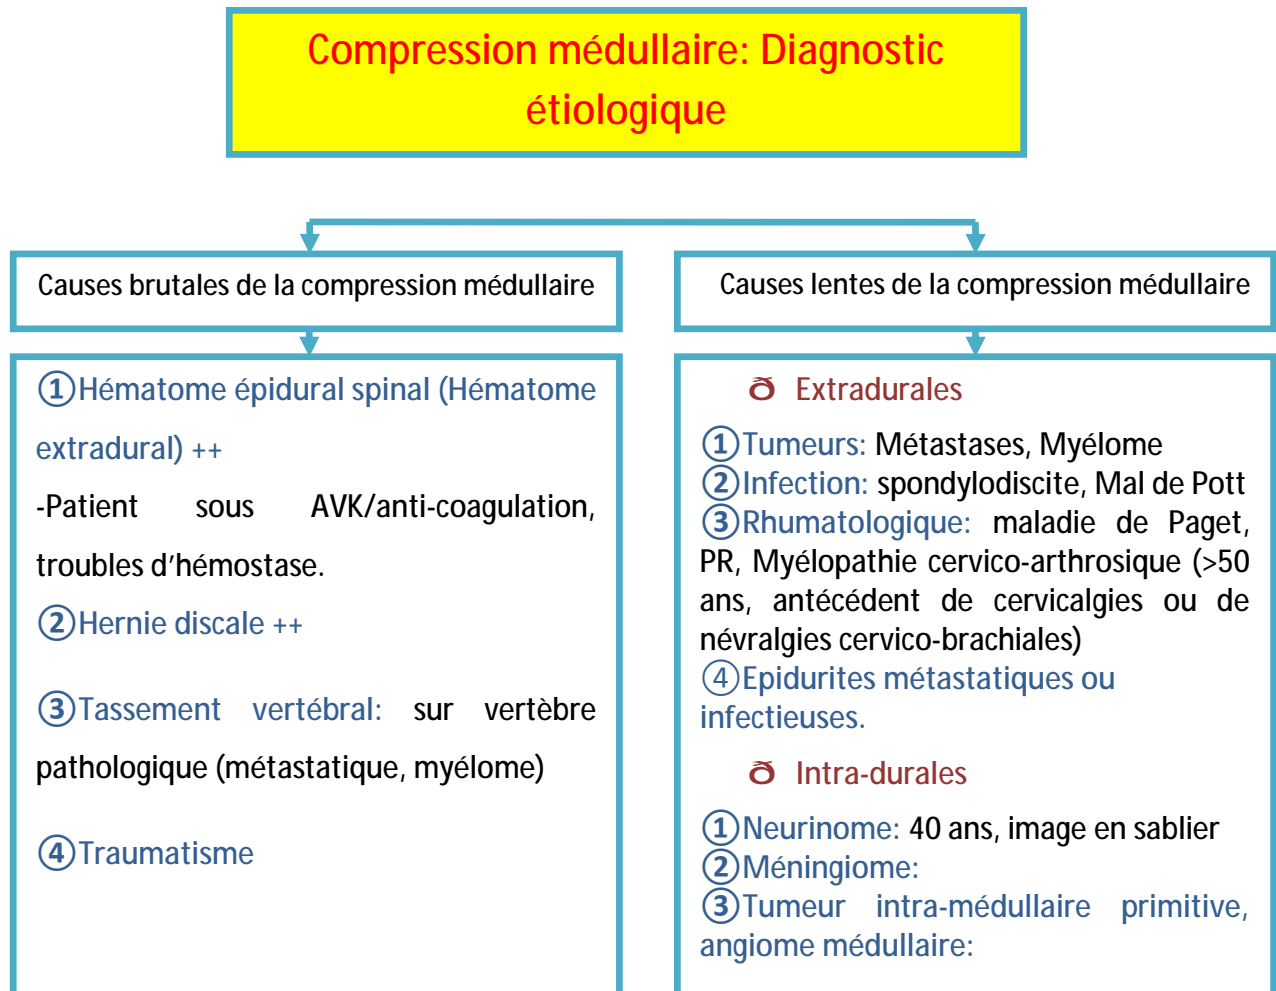 Compression médullaire: Diagnostic
étiologique
Causes brutales de la compression médullaire
①Hématome épidural spinal (Hématome
extradural) ++
-Patient sous AVK/anti-coagulation,
troubles d’hémostase.
②Hernie discale ++
③Tassement vertébral: sur vertèbre
pathologique (métastatique, myélome)
④Traumatisme
Causes lentes de la compression médullaire
ð Extradurales
①Tumeurs: Métastases, Myélome
②Infection: spondylodiscite, Mal de Pott
③Rhumatologique: maladie de Paget,
PR, Myélopathie cervico-arthrosique (>50
ans, antécédent de cervicalgies ou de
névralgies cervico-brachiales)
④Epidurites métastatiques ou
infectieuses.
ð Intra-durales
①Neurinome: 40 ans, image en sablier
②Méningiome:
③Tumeur intra-médullaire primitive,
angiome médullaire: